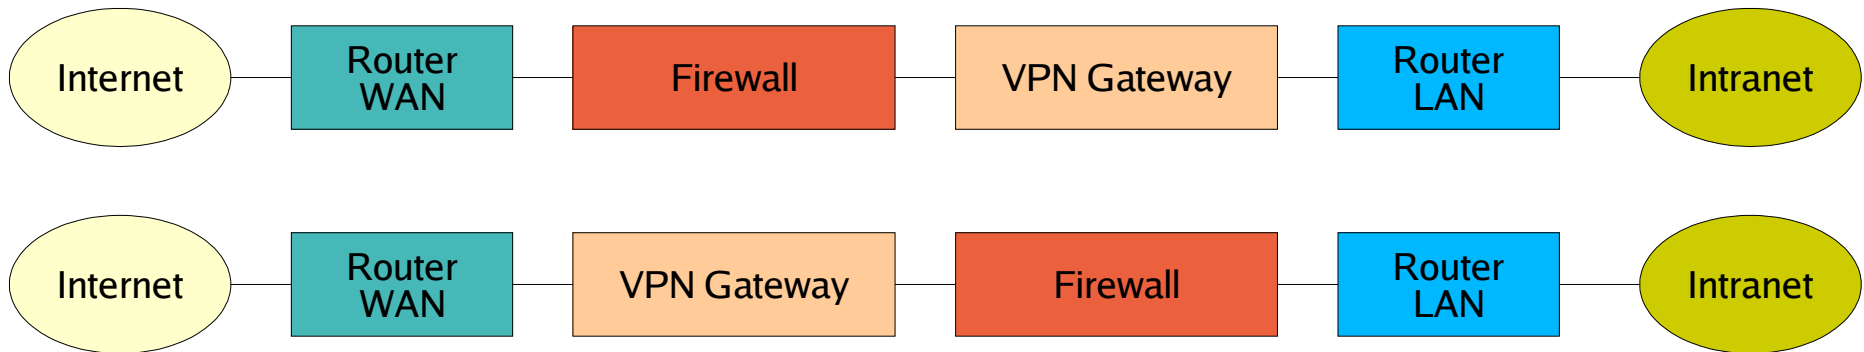 Internet
Router
WAN
Firewall
VPN Gateway
Router
LAN
Intranet
Internet
Router
WAN
VPN Gateway
Firewall
Router
LAN
Intranet